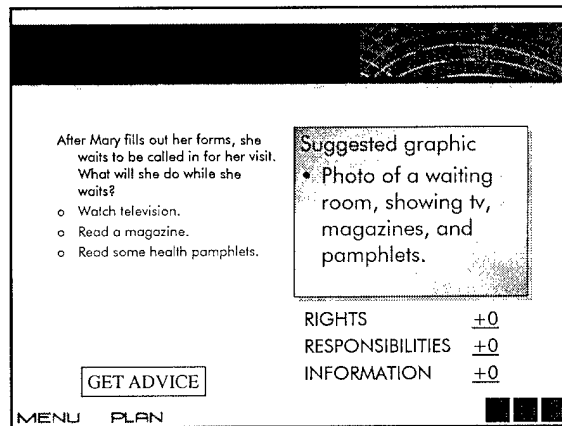 After Mary fills out her forms, she
waits to be called in for her visit.
What will she do while she
waits?
o Watch television.
o Read a magazine.
o Read some health pamphlets.
Suggested graphic
• Photo of a waiting
room, showing tv,
magazines, and
pamphlets.
RIGHTS +0
RESPONSIBILITIES +0
INFORMATION +0
GET ADVICE
MENU PLAN